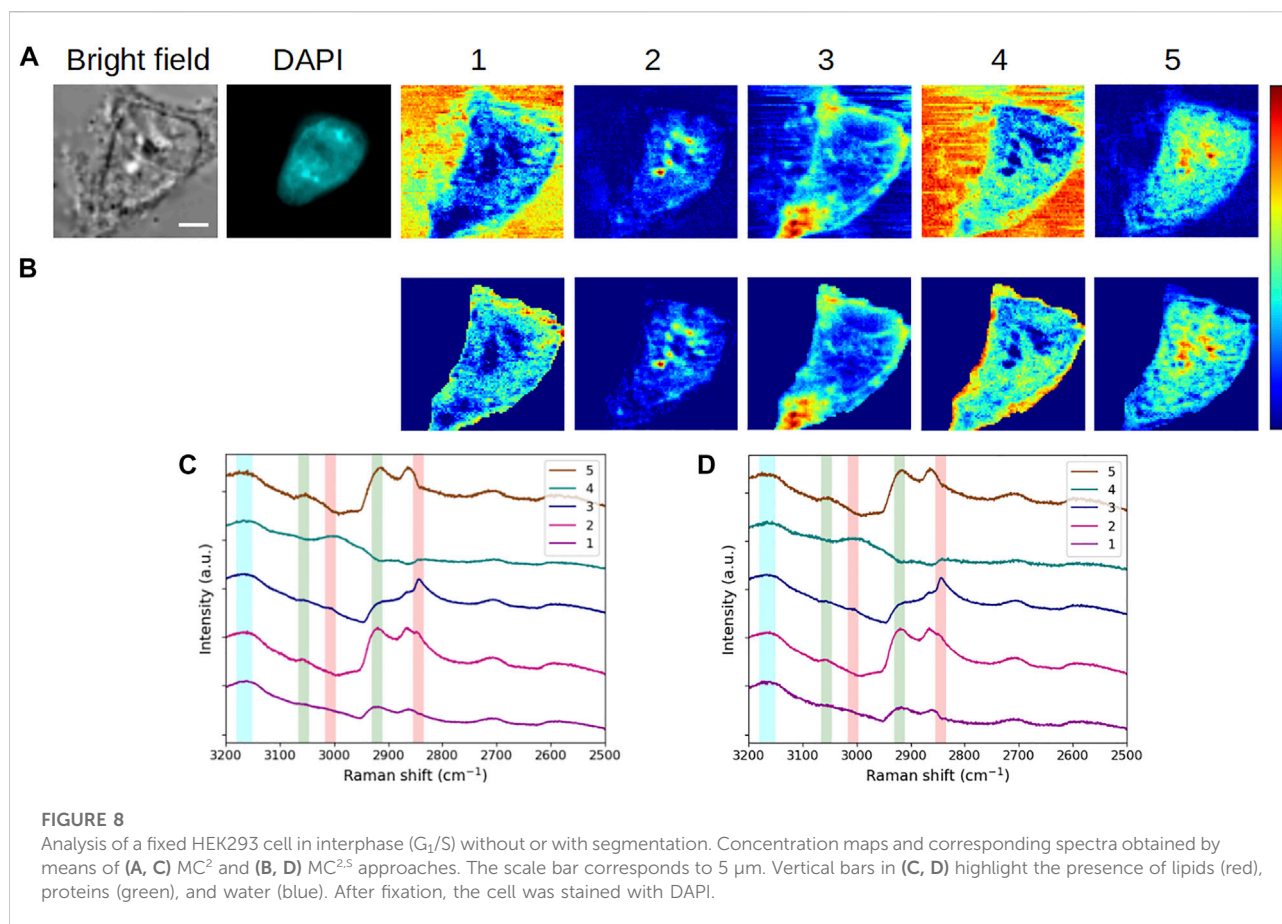 A Bright field DAPI 1 2 3 4 5
B
C
5
4
3
2
1
Intensity (a.u.)
3200 3100 3000 2900 2800 2700 2600 2500
Raman shift (cm⁻¹)
D
5
4
3
2
1
Intensity (a.u.)
3200 3100 3000 2900 2800 2700 2600 2500
Raman shift (cm⁻¹)
FIGURE 8
Analysis of a fixed HEK293 cell in interphase (G₁/S) without or with segmentation. Concentration maps and corresponding spectra obtained by
means of (A, C) MC² and (B, D) MC²,ˢ approaches. The scale bar corresponds to 5 µm. Vertical bars in (C, D) highlight the presence of lipids (red),
proteins (green), and water (blue). After fixation, the cell was stained with DAPI.